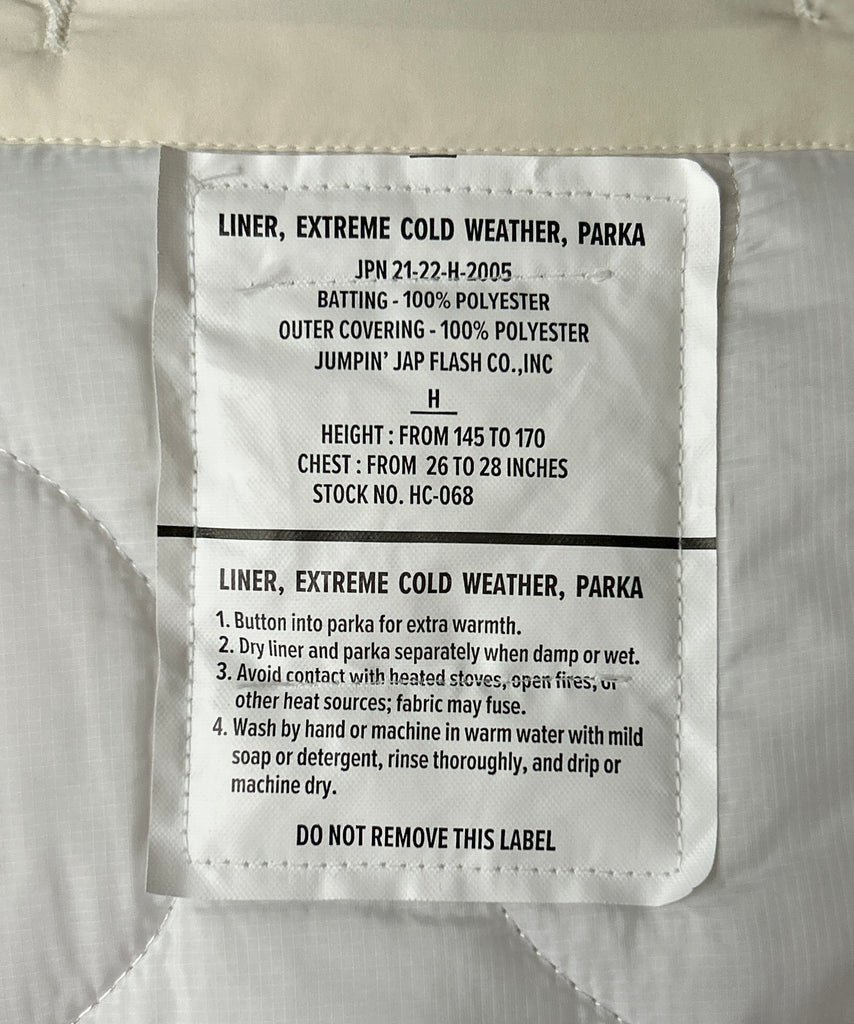 LINER, EXTREME COLD WEATHER, PARKA
JPN 21-22-H-2005
BATTING - 100% POLYESTER
OUTER COVERING - 100% POLYESTER
JUMPIN' JAP FLASH CO.,INC
H
HEIGHT : FROM 145 TO 170
CHEST : FROM 26 TO 28 INCHES
STOCK NO. HC-068
LINER, EXTREME COLD WEATHER, PARKA
1. Button into parka for extra warmth.
2. Dry liner and parka separately when damp or wet.
3. Avoid contact with heated stoves, open fires, or
other heat sources; fabric may fuse.
4. Wash by hand or machine in warm water with mild
soap or detergent, rinse thoroughly, and drip or
machine dry.
DO NOT REMOVE THIS LABEL